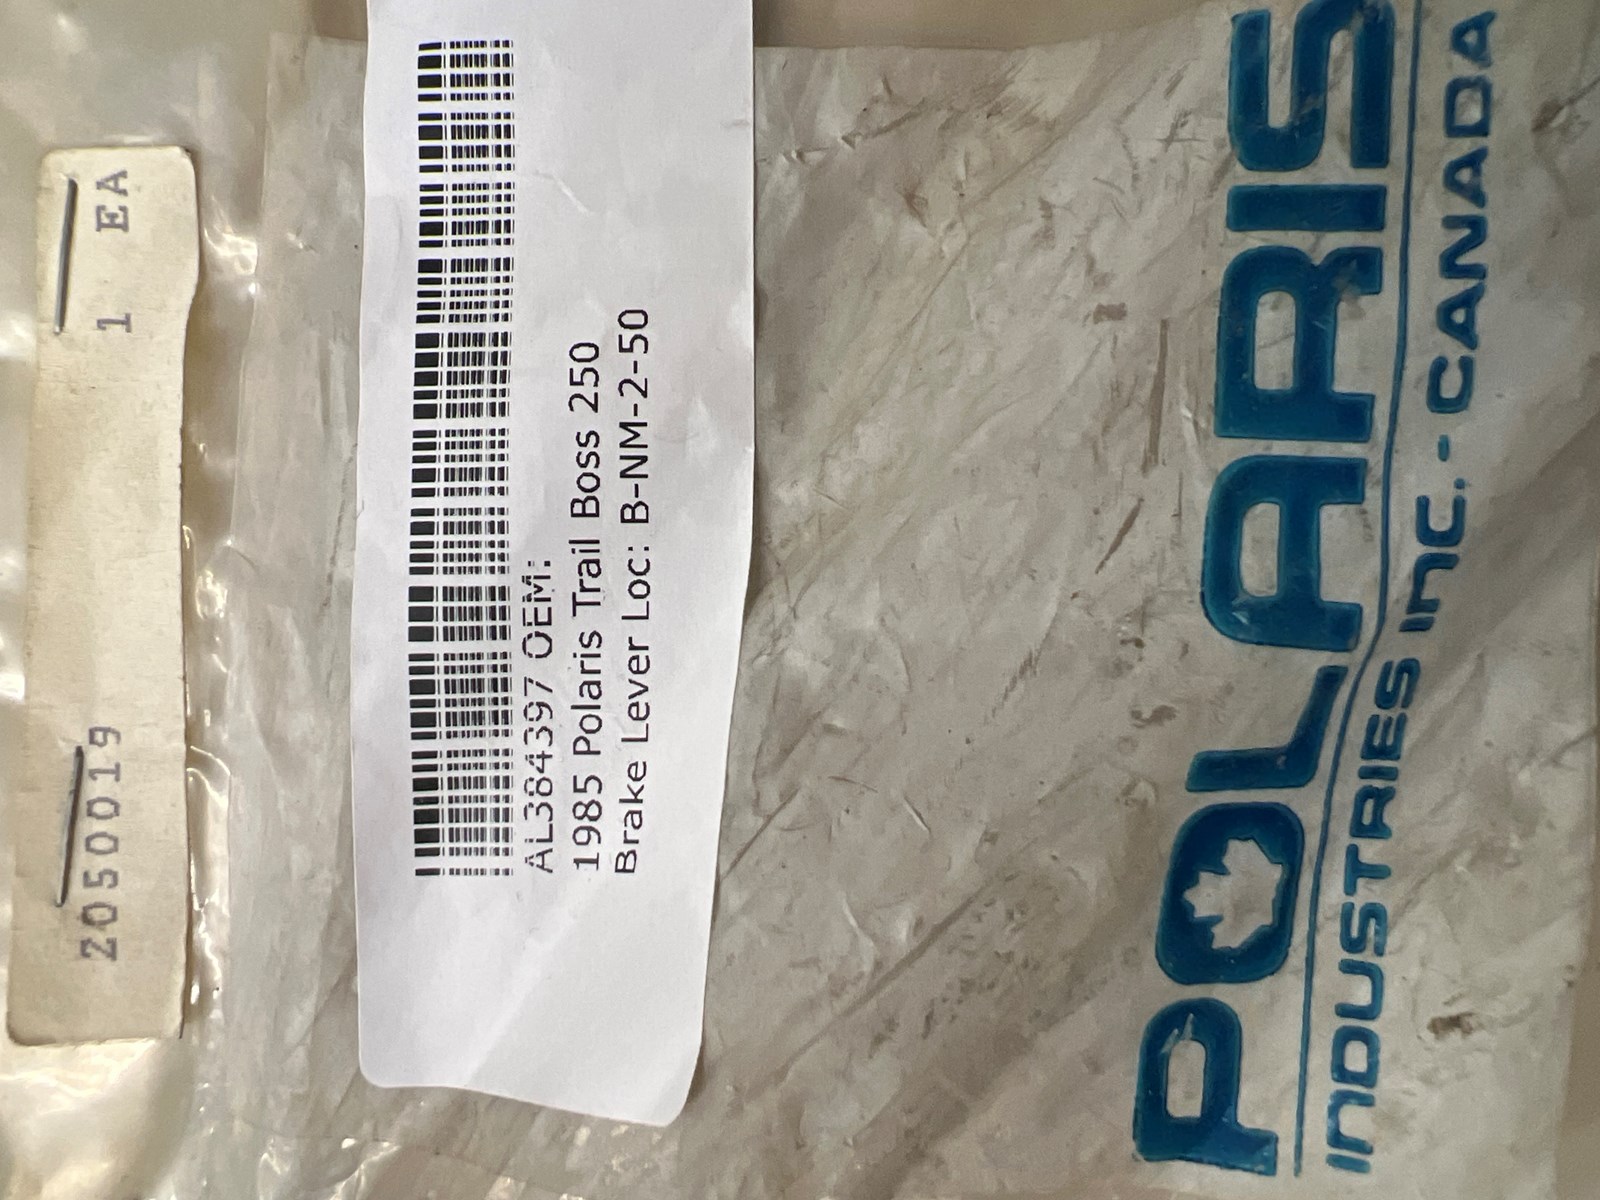 2050019 1 EA
AL384397 OEM:
1985 Polaris Trail Boss 250
Brake Lever Loc: B-NM-2-50
POLARIS
INDUSTRIES INC. - CANADA